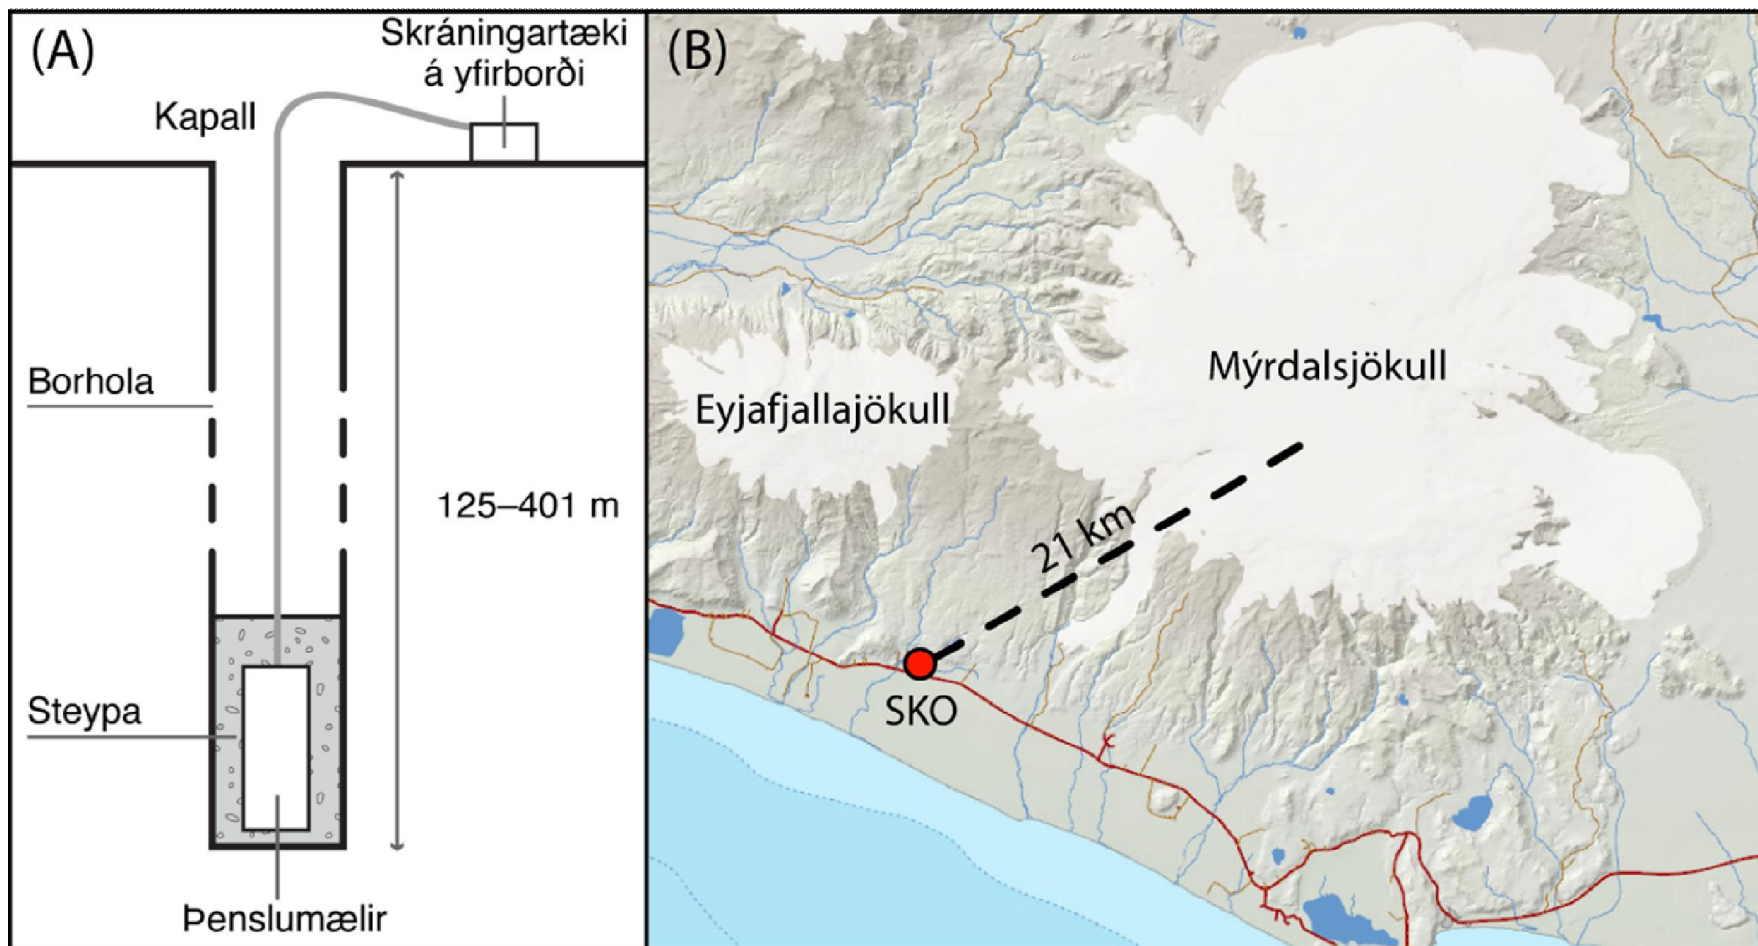 (A)
Skráningartæki
á yfirborði
Kapall
Borhola
125–401 m
Steypa
Þenslumælir
(B)
Mýrdalsjökull
Eyjafjallajökull
21 km
SKO